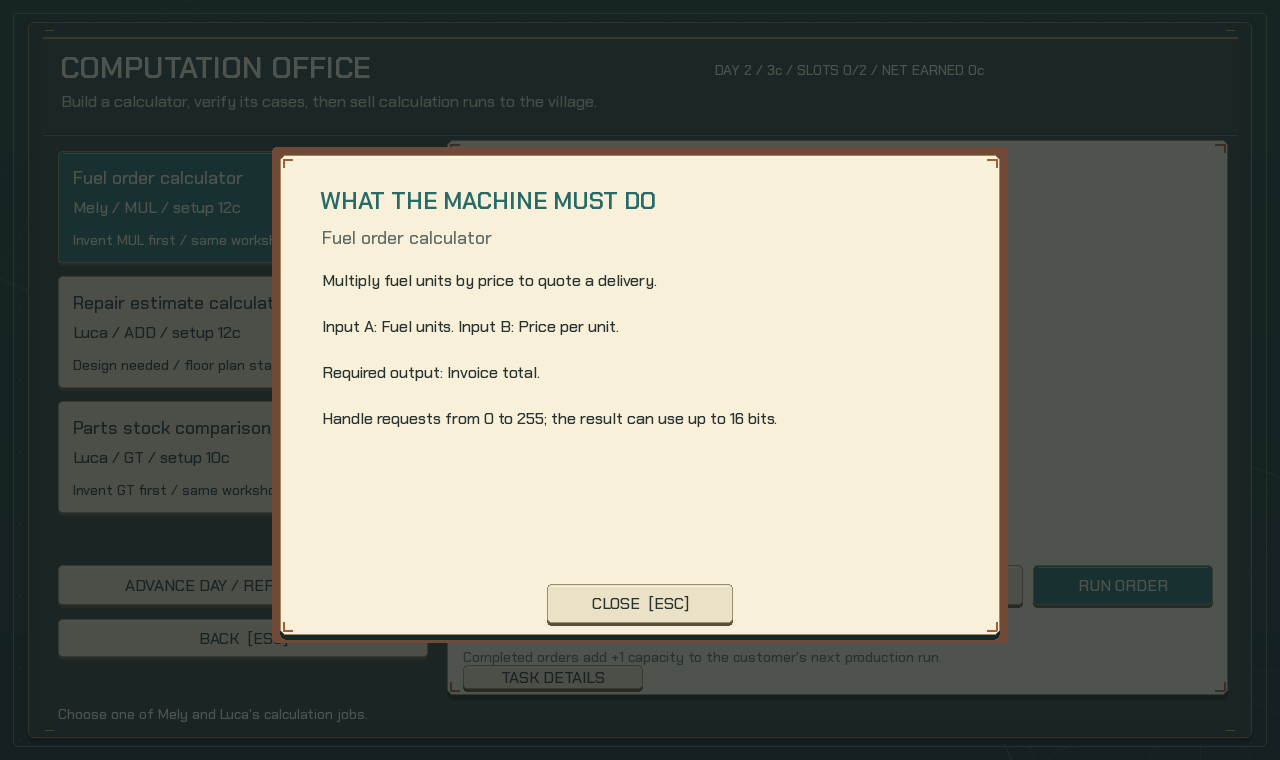 COMPUTATION OFFICE
DAY 2 / 3c / SLOTS 0/2 / NET EARNED 0c
Build a calculator, verify its cases, then sell calculation runs to the village.
Fuel order calculator
Mely / MUL / setup 12c
Invent MUL first / same
Repair estimate
Luca / ADD / setup 12c
Design needed / floor plan
Parts stock comparison
Luca / GT / setup 10c
Invent GT first / same
ADVANCE DAY /
BACK [ESC]
WHAT THE MACHINE MUST DO
Fuel order calculator
Multiply fuel units by price to quote a delivery.
Input A: Fuel units. Input B: Price per unit.
Required output: Invoice total.
Handle requests from 0 to 255; the result can use up to 16 bits.
CLOSE [ESC]
RUN ORDER
Completed orders add +1 capacity to the customer's next production run.
TASK DETAILS
Choose one of Mely and Luca's calculation jobs.